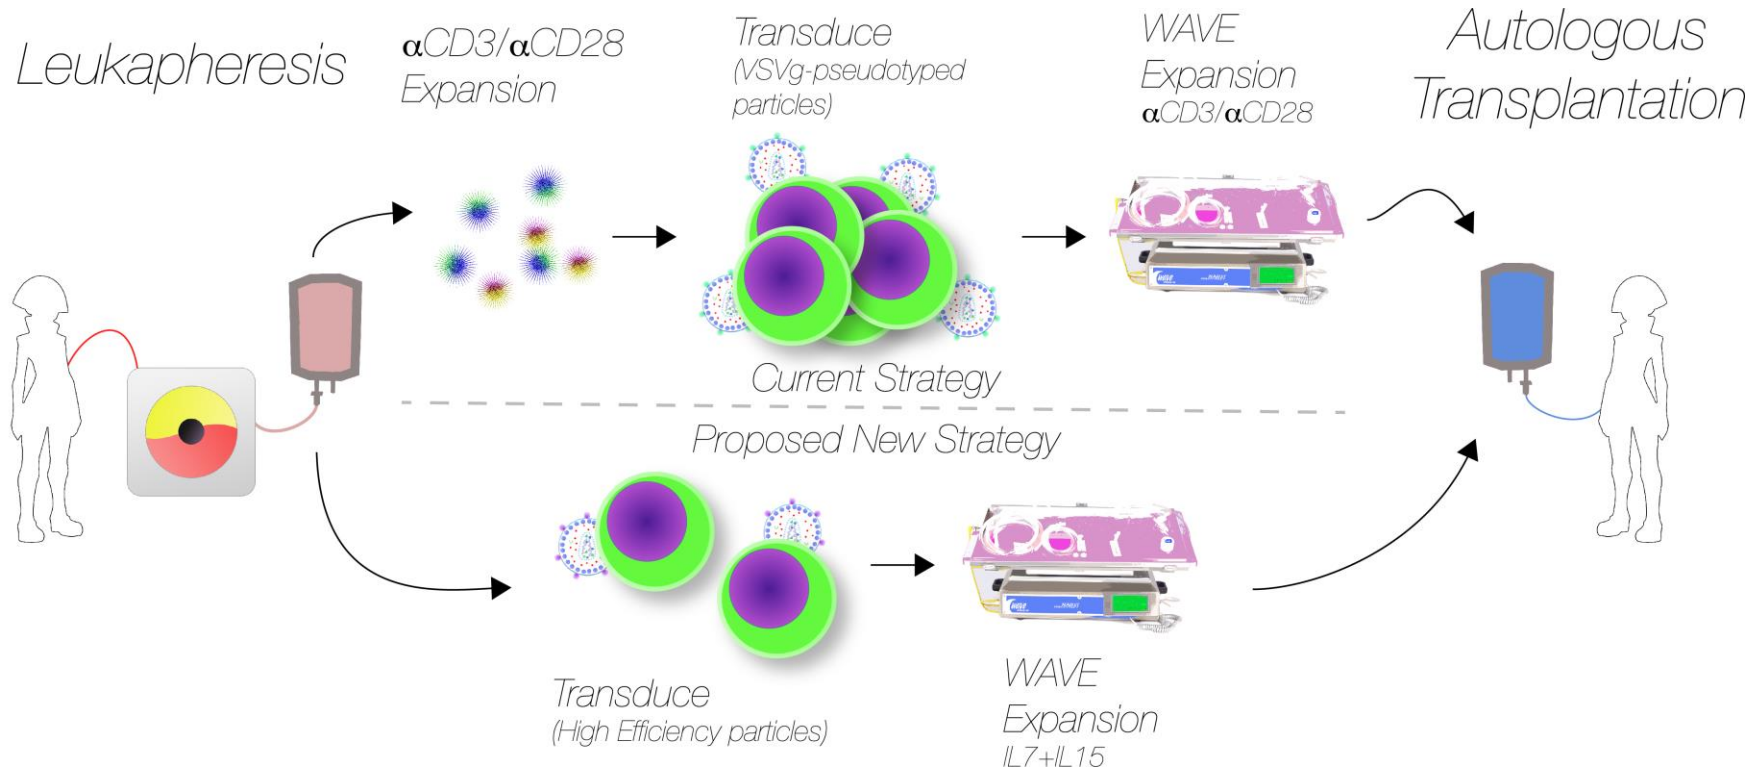 Leukapheresis
αCD3/αCD28
Expansion
Transduce
(VSVg-pseudotyped
particles)
WAVE
Expansion
αCD3/αCD28
Autologous
Transplantation
Current Strategy
Proposed New Strategy
Transduce
(High Efficiency particles)
WAVE
Expansion
IL7+IL15